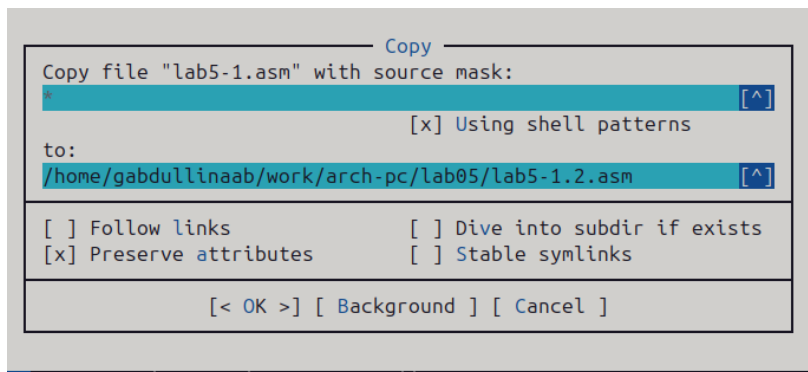 Copy
Copy file "lab5-1.asm" with source mask:
* [^]
[x] Using shell patterns
to:
/home/gabdullinaab/work/arch-pc/lab05/lab5-1.2.asm [^]
[ ] Follow links [ ] Dive into subdir if exists
[x] Preserve attributes [ ] Stable symlinks
[< OK >] [ Background ] [ Cancel ]